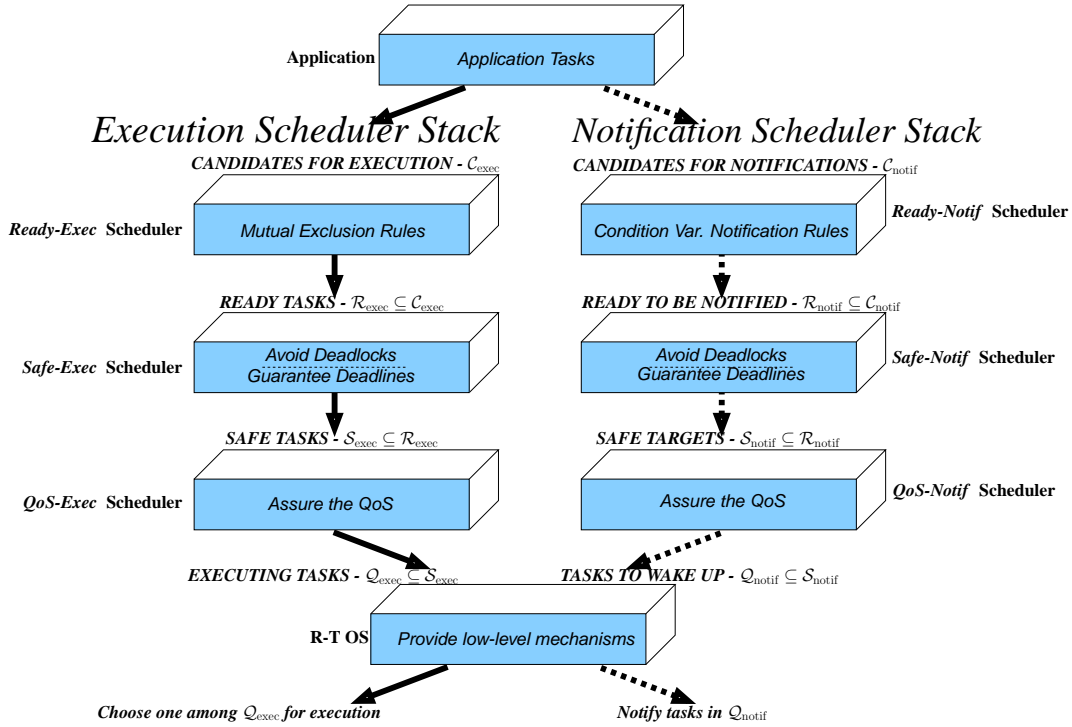 Application
Application Tasks
Execution Scheduler Stack
Notification Scheduler Stack
CANDIDATES FOR EXECUTION - 𝒞exec
CANDIDATES FOR NOTIFICATIONS - 𝒞notif
Ready-Exec Scheduler
Mutual Exclusion Rules
Condition Var. Notification Rules
Ready-Notif Scheduler
READY TASKS - ℛexec ⊆ 𝒞exec
READY TO BE NOTIFIED - ℛnotif ⊆ 𝒞notif
Safe-Exec Scheduler
Avoid Deadlocks
Guarantee Deadlines
Avoid Deadlocks
Guarantee Deadlines
Safe-Notif Scheduler
SAFE TASKS - 𝒮exec ⊆ ℛexec
SAFE TARGETS - 𝒮notif ⊆ ℛnotif
QoS-Exec Scheduler
Assure the QoS
Assure the QoS
QoS-Notif Scheduler
EXECUTING TASKS - 𝒬exec ⊆ 𝒮exec
TASKS TO WAKE UP - 𝒬notif ⊆ 𝒮notif
R-T OS
Provide low-level mechanisms
Choose one among 𝒬exec for execution
Notify tasks in 𝒬notif